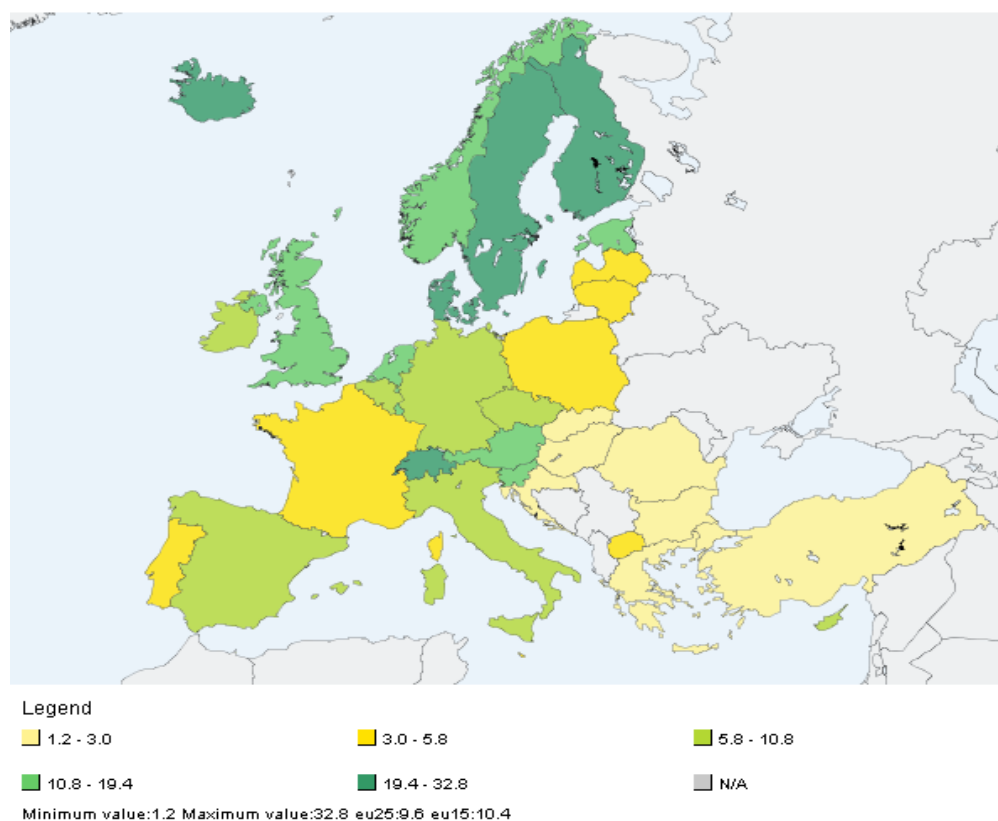 Legend
1.2 - 3.0
3.0 - 5.8
5.8 - 10.8
10.8 - 19.4
19.4 - 32.8
N/A
Minimum value:1.2 Maximum value:32.8 eu25:9.6 eu15:10.4